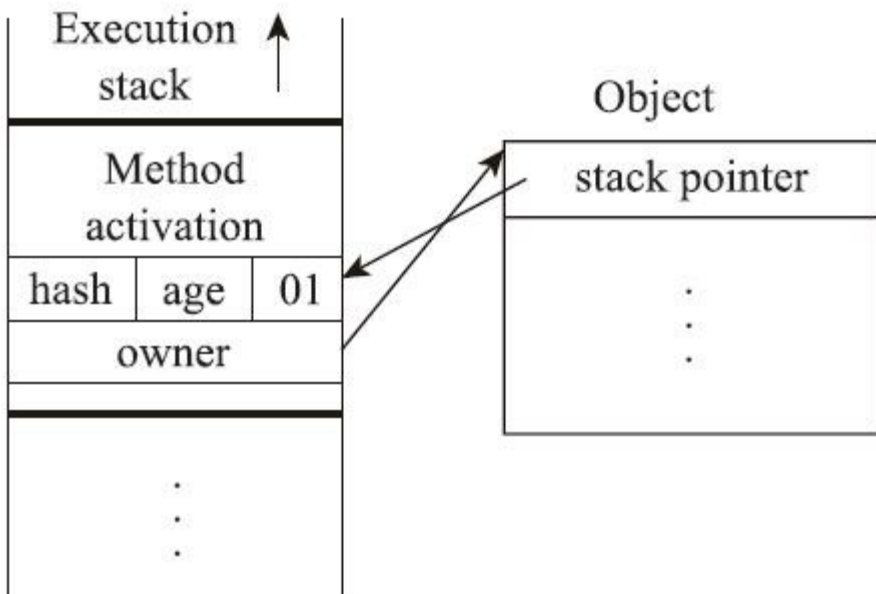 Execution
stack
Object
Method
activation
stack pointer
hash age 01
owner